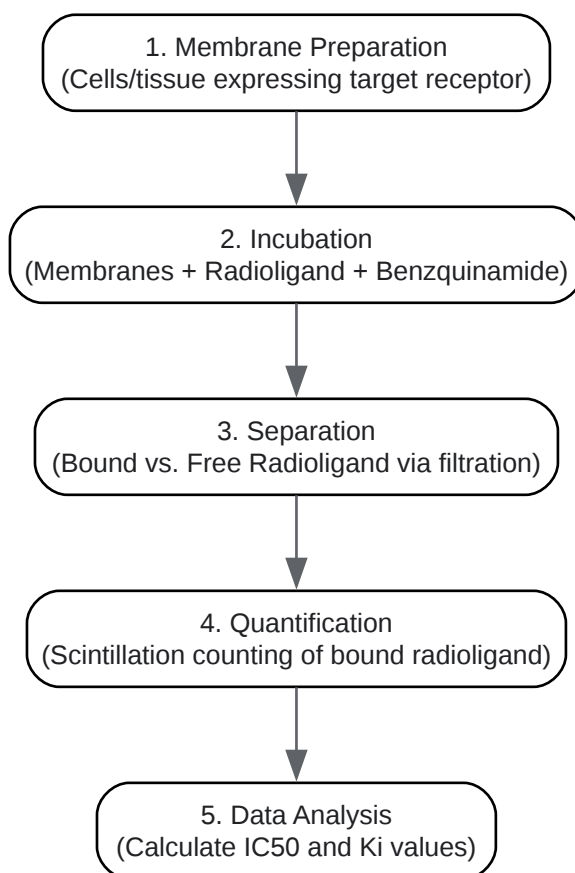 1. Membrane Preparation
(Cells/tissue expressing target receptor)
2. Incubation
(Membranes + Radioligand + Benzquinamide)
3. Separation
(Bound vs. Free Radioligand via filtration)
4. Quantification
(Scintillation counting of bound radioligand)
5. Data Analysis
(Calculate IC50 and Ki values)